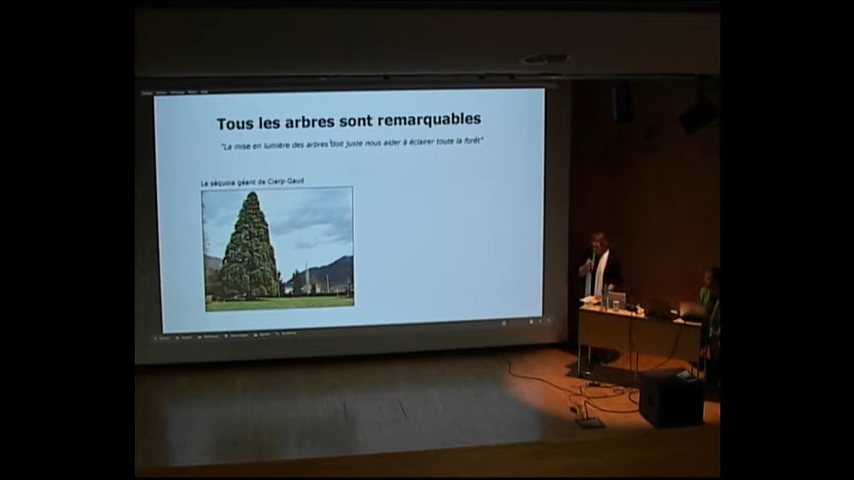 Tous les arbres sont remarquables
"La mise en lumière des arbres doit juste nous aider à éclairer toute la forêt"
Le séquoia géant de Cierp-Gaud